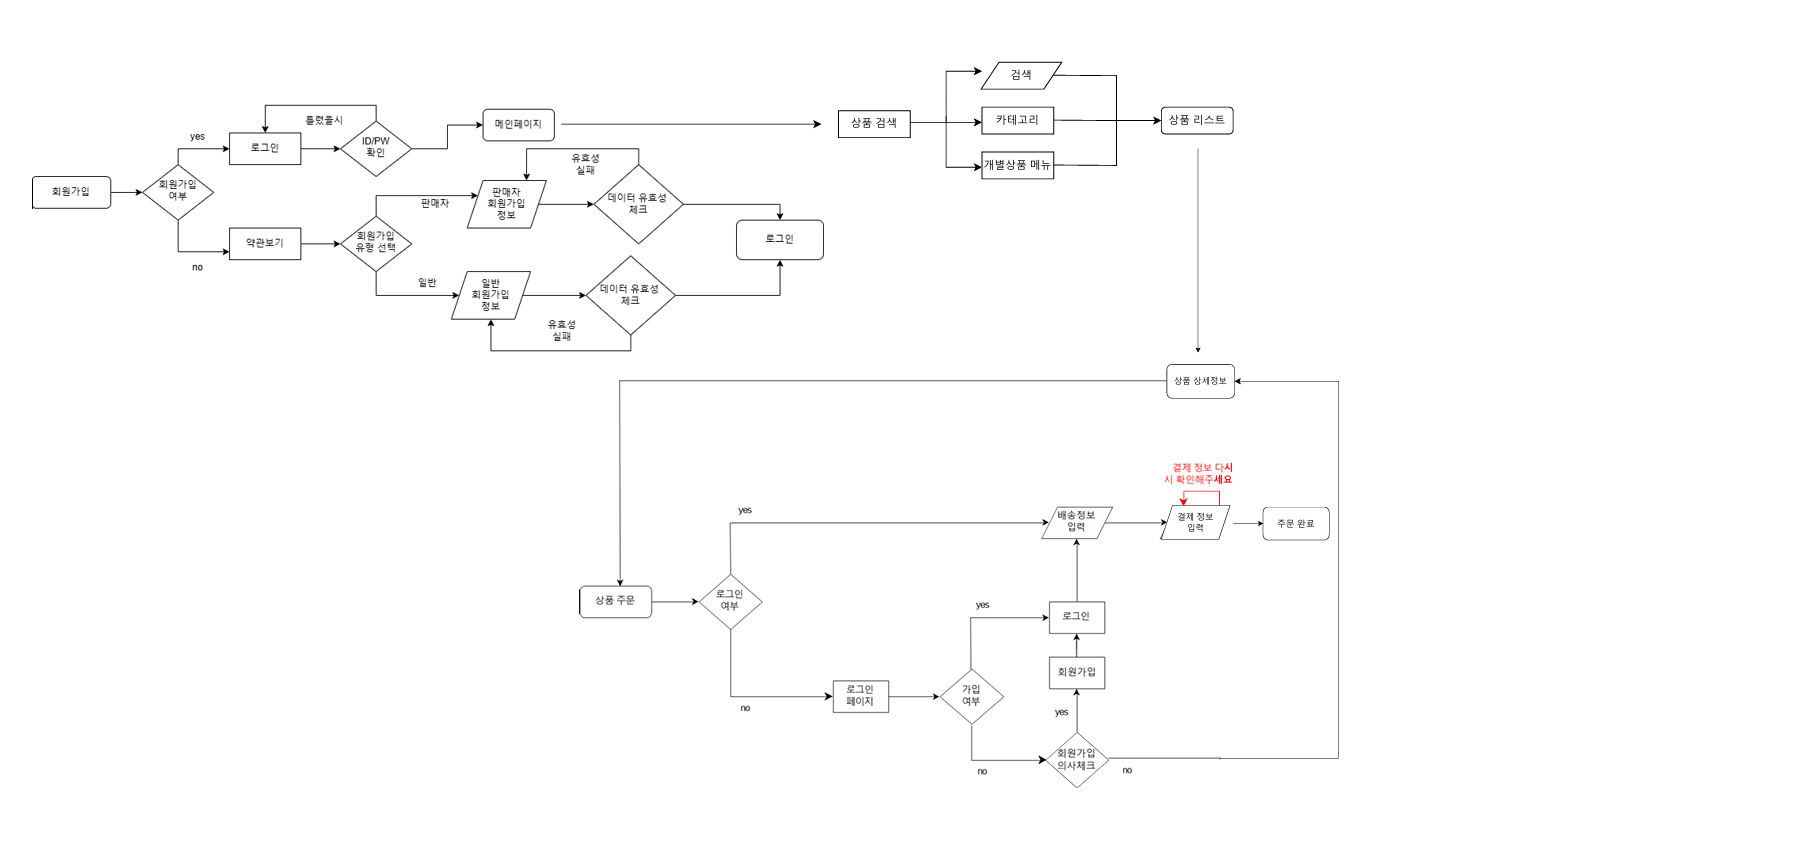 검색
틀렸을시
메인페이지
상품 검색
카테고리
상품 리스트
yes
로그인
ID/PW
확인
유효성
실패
개별상품 메뉴
회원가입
회원가입
여부
판매자
판매자
회원가입
정보
데이터 유효성
체크
약관보기
회원가입
유형 선택
로그인
no
일반
일반
회원가입
정보
데이터 유효성
체크
유효성
실패
상품 상세정보
결제 정보 다시
시 확인해주세요
yes
배송정보
입력
결제 정보
입력
주문 완료
상품 주문
로그인
여부
yes
로그인
회원가입
로그인
페이지
가입
여부
no
yes
회원가입
의사체크
no
no